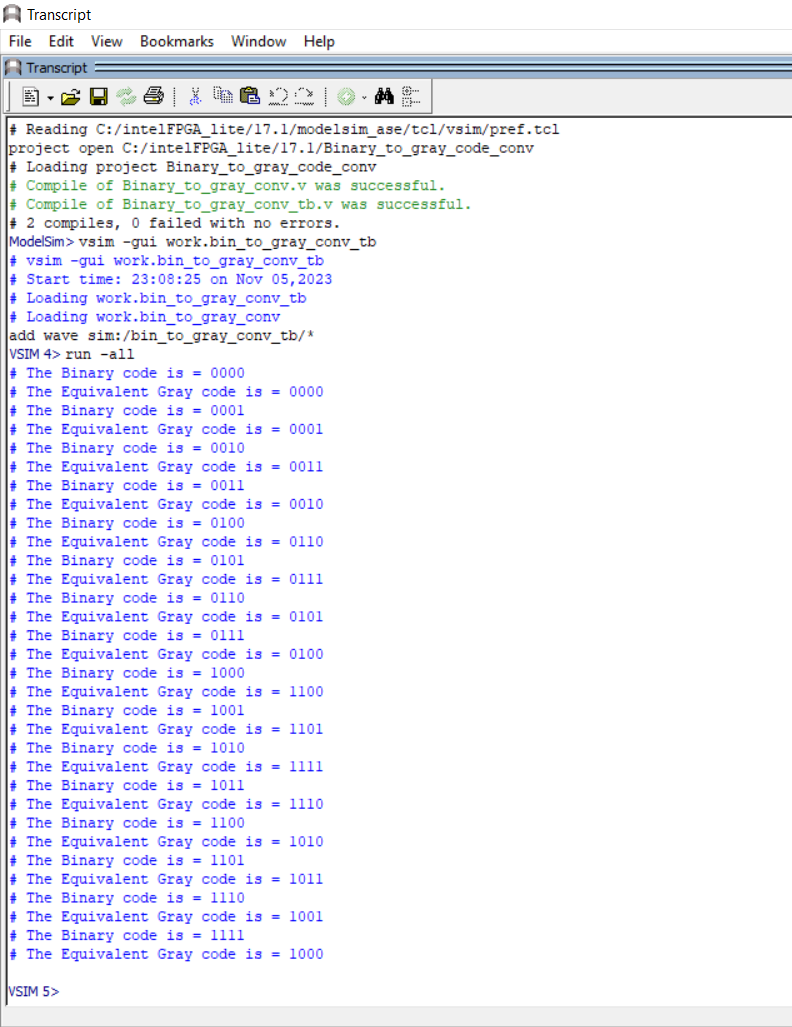 Transcript
File Edit View Bookmarks Window Help
Transcript
# Reading C:/intelFPGA_lite/17.1/modelsim_ase/tcl/vsim/pref.tcl
project open C:/intelFPGA_lite/17.1/Binary_to_gray_code_conv
# Loading project Binary_to_gray_code_conv
# Compile of Binary_to_gray_conv.v was successful.
# Compile of Binary_to_gray_conv_tb.v was successful.
# 2 compiles, 0 failed with no errors.
ModelSim> vsim -gui work.bin_to_gray_conv_tb
# vsim -gui work.bin_to_gray_conv_tb
# Start time: 23:08:25 on Nov 05,2023
# Loading work.bin_to_gray_conv_tb
# Loading work.bin_to_gray_conv
add wave sim:/bin_to_gray_conv_tb/*
VSIM 4> run -all
# The Binary code is = 0000
# The Equivalent Gray code is = 0000
# The Binary code is = 0001
# The Equivalent Gray code is = 0001
# The Binary code is = 0010
# The Equivalent Gray code is = 0011
# The Binary code is = 0011
# The Equivalent Gray code is = 0010
# The Binary code is = 0100
# The Equivalent Gray code is = 0110
# The Binary code is = 0101
# The Equivalent Gray code is = 0111
# The Binary code is = 0110
# The Equivalent Gray code is = 0101
# The Binary code is = 0111
# The Equivalent Gray code is = 0100
# The Binary code is = 1000
# The Equivalent Gray code is = 1100
# The Binary code is = 1001
# The Equivalent Gray code is = 1101
# The Binary code is = 1010
# The Equivalent Gray code is = 1111
# The Binary code is = 1011
# The Equivalent Gray code is = 1110
# The Binary code is = 1100
# The Equivalent Gray code is = 1010
# The Binary code is = 1101
# The Equivalent Gray code is = 1011
# The Binary code is = 1110
# The Equivalent Gray code is = 1001
# The Binary code is = 1111
# The Equivalent Gray code is = 1000
VSIM 5>